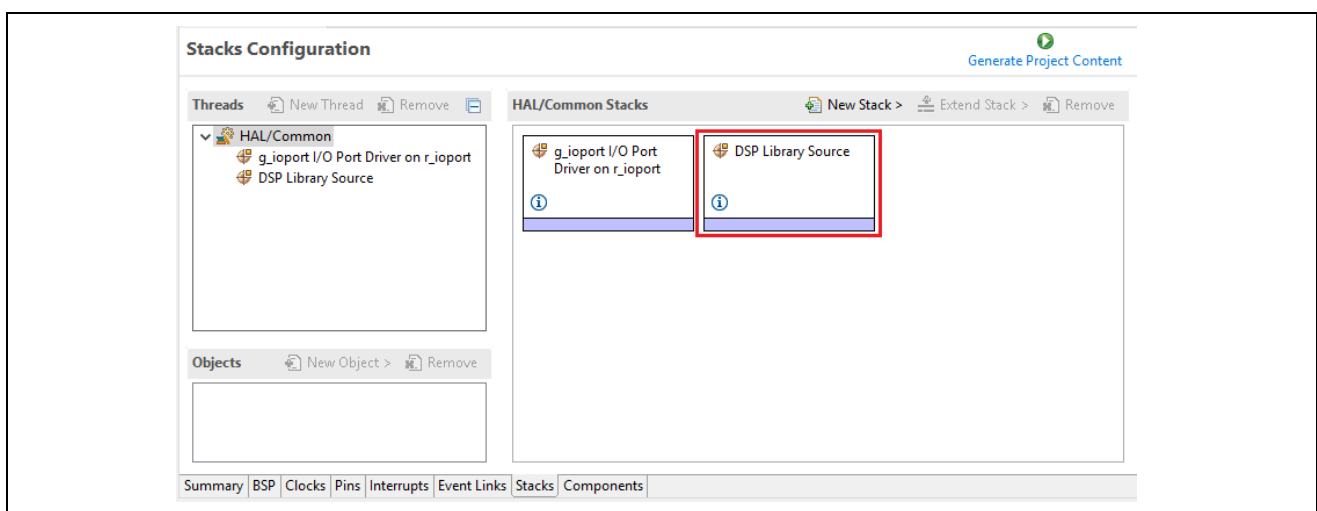 Stacks Configuration
Generate Project Content
Threads New Thread Remove
HAL/Common Stacks New Stack > Extend Stack > Remove
HAL/Common
g_ioport I/O Port Driver on r_ioport
DSP Library Source
g_ioport I/O Port
Driver on r_ioport
DSP Library Source
Objects New Object > Remove
Summary BSP Clocks Pins Interrupts Event Links Stacks Components